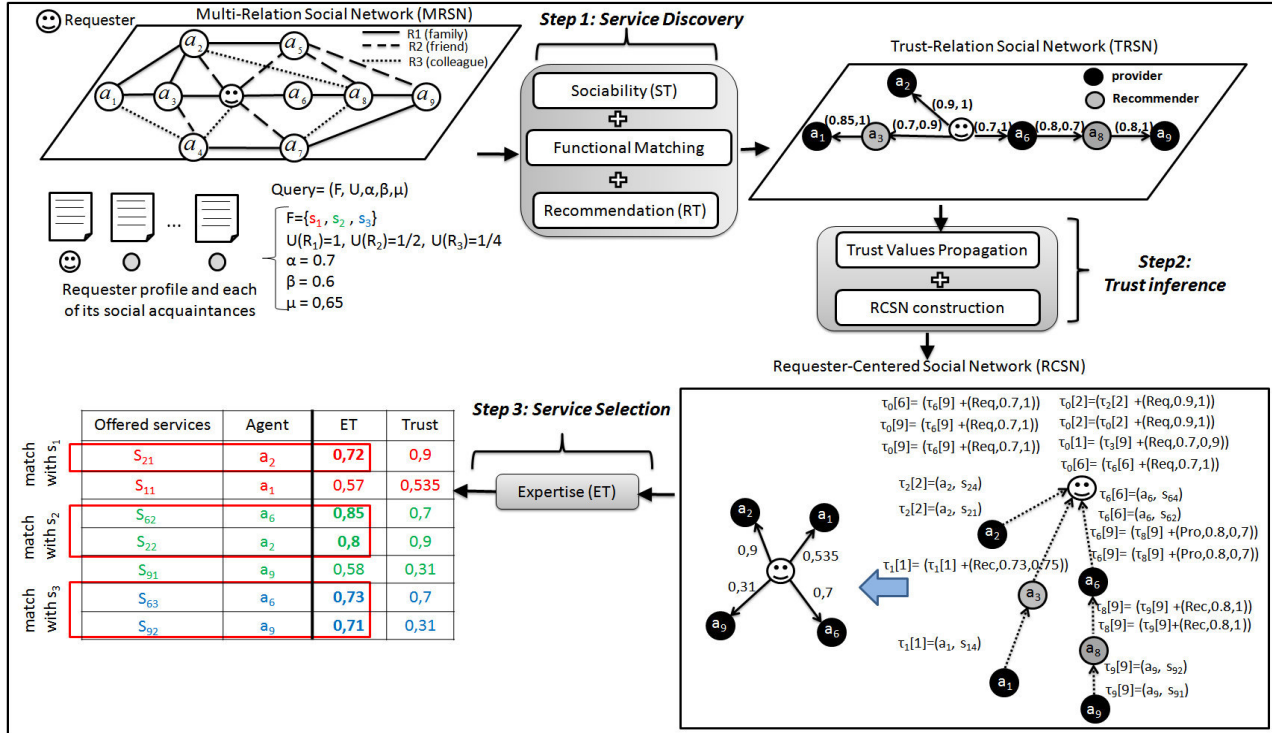 Requester
Multi-Relation Social Network (MRSN)
R1 (family)
R2 (friend)
R3 (colleague)
a2
a5
a1
a3
a6
a8
a9
a4
a7
Query= (F, U,α,β,μ)
F={s1 , s2 , s3}
U(R1)=1, U(R2)=1/2, U(R3)=1/4
α = 0.7
β = 0.6
μ = 0,65
...
Requester profile and each
of its social acquaintances
Step 1: Service Discovery
Sociability (ST)
Functional Matching
Recommendation (RT)
Trust-Relation Social Network (TRSN)
provider
Recommender
a2
(0.9, 1)
(0.85,1)
(0.7,0.9)
(0.7,1)
(0.8,0.7)
(0.8,1)
a1
a3
a6
a8
a9
Trust Values Propagation
RCSN construction
Step2:
Trust inference
Requester-Centered Social Network (RCSN)
τ0[6]= (τ6[9] +(Req,0.7,1))
τ0[9]= (τ6[9] +(Req,0.7,1))
τ0[9]= (τ6[9] +(Req,0.7,1))
τ0[2]=(τ2[2] +(Req,0.9,1))
τ0[2]=(τ0[2] +(Req,0.9,1))
τ0[1]= (τ3[9] +(Req,0.7,0,9))
τ0[6]= (τ6[6] +(Req,0.7,1))
τ2[2]=(a2, s24)
τ2[2]=(a2, s21)
τ6[6]=(a6, s64)
τ6[6]=(a6, s62)
τ6[9]= (τ8[9] +(Pro,0.8,0,7))
τ6[9]= (τ8[9] +(Pro,0.8,0,7))
a2
τ1[1]= (τ1[1] +(Rec,0.73,0.75))
a3
a6
τ8[9]= (τ9[9] +(Rec,0.8,1))
τ8[9]= (τ9[9]+(Rec,0.8,1))
τ1[1]=(a1, s14)
a8
τ9[9]=(a9, s92)
τ9[9]=(a9, s91)
a1
a9
a2
a1
0,9
0,535
0,31
0,7
a9
a6
Step 3: Service Selection
Expertise (ET)
Offered services Agent ET Trust
match
with s1
S21 a2 0,72 0,9
S11 a1 0,57 0,535
match
with s2
S62 a6 0,85 0,7
S22 a2 0,8 0,9
S91 a9 0,58 0,31
match
with s3
S63 a6 0,73 0,7
S92 a9 0,71 0,31